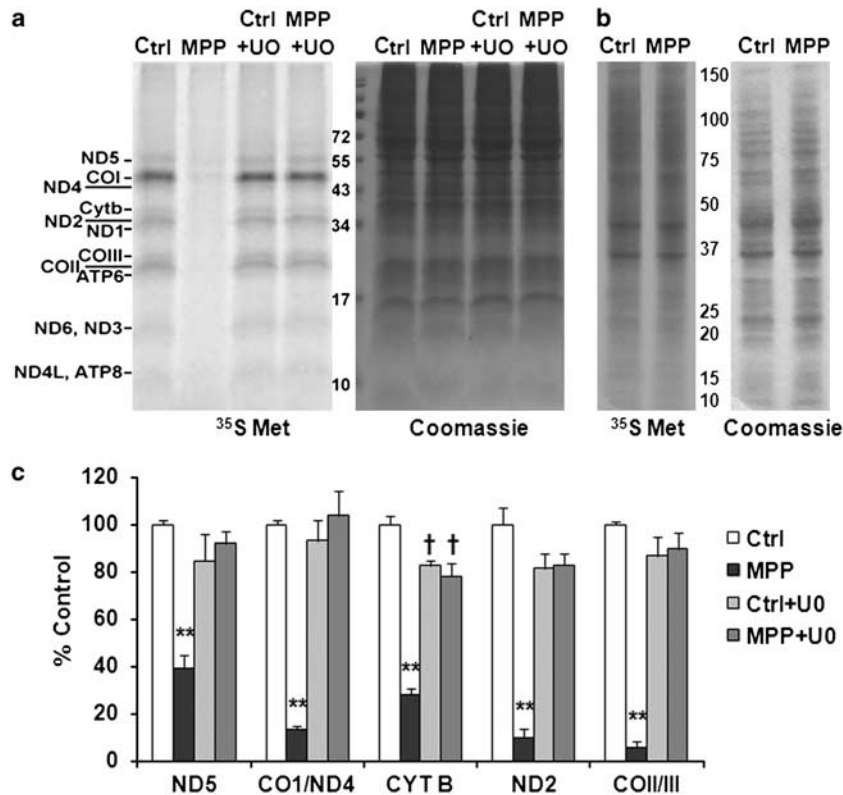 a
Ctrl MPP
Ctrl MPP +UO +UO
Ctrl MPP
Ctrl MPP +UO +UO
ND5
COI
ND4
Cytb
ND2
ND1
COIII
COII
ATP6
ND6, ND3
ND4L, ATP8
72
55
43
34
17
10
35S Met
Coomassie
b
Ctrl MPP
Ctrl MPP
150
100
75
50
37
25
20
15
10
35S Met
Coomassie
c
% Control
120
100
80
60
40
20
0
**
**
**
† †
**
**
ND5
CO1/ND4
CYT B
ND2
COII/III
Ctrl
MPP
Ctrl+U0
MPP+U0